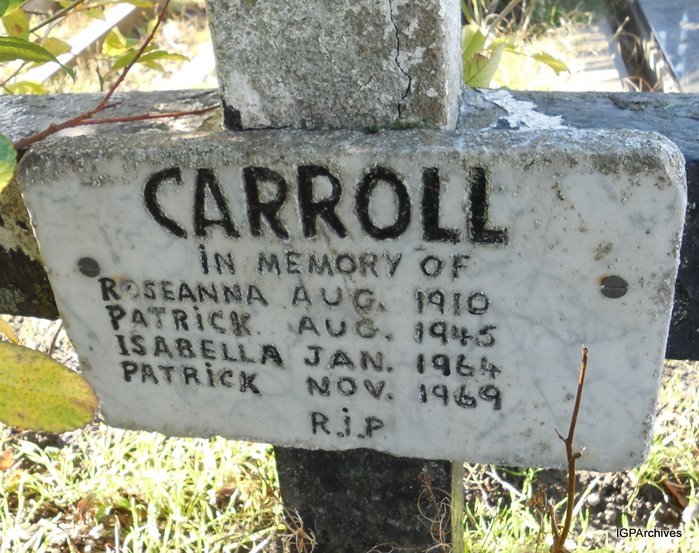 CARROLL
IN MEMORY OF
ROSEANNA AUG. 1910
PATRICK. AUG. 1945
ISABELLA JAN. 1964
PATRICK NOV. 1969
R.I.P
IGPArchives